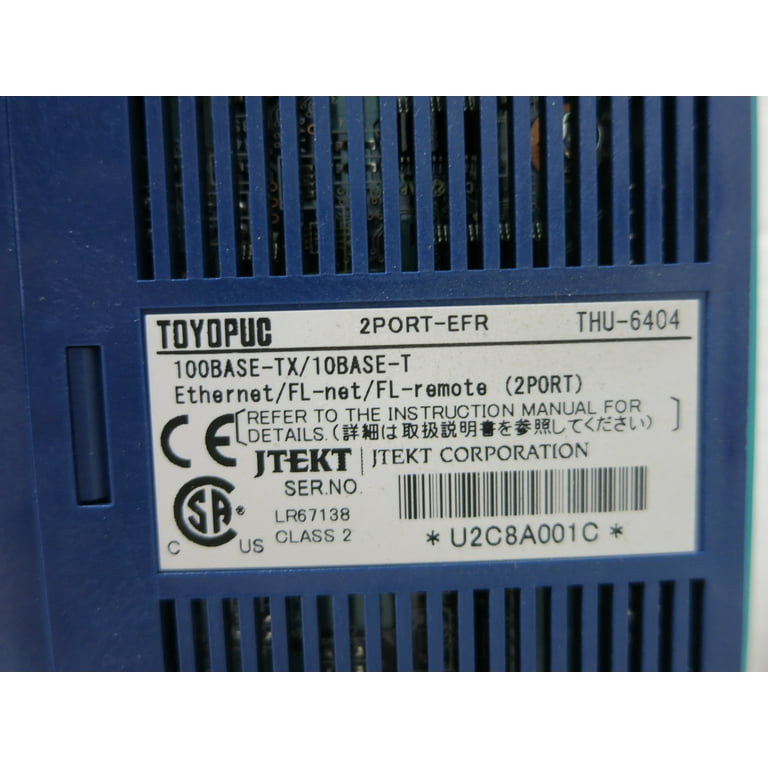 TOYOPUC 2PORT-EFR THU-6404
100BASE-TX/10BASE-T
Ethernet/FL-net/FL-remote (2PORT)
CE [REFER TO THE INSTRUCTION MANUAL FOR
DETAILS.(詳細は取扱説明書を参照してください)]
JTEKT | JTEKT CORPORATION
SER.NO.
SA ®
LR67138
C US CLASS 2 *U2C8A001C*